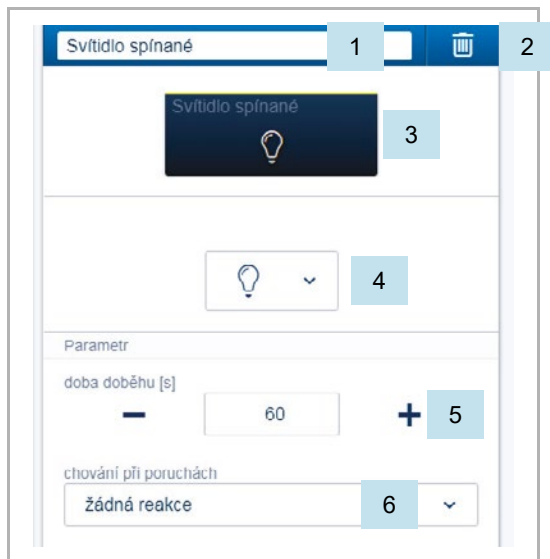 Svítidlo spínané 1 2
Svítidlo spínané
3
4
Parametr
doba doběhu [s]
60 5
chování při poruchách
žádná reakce 6